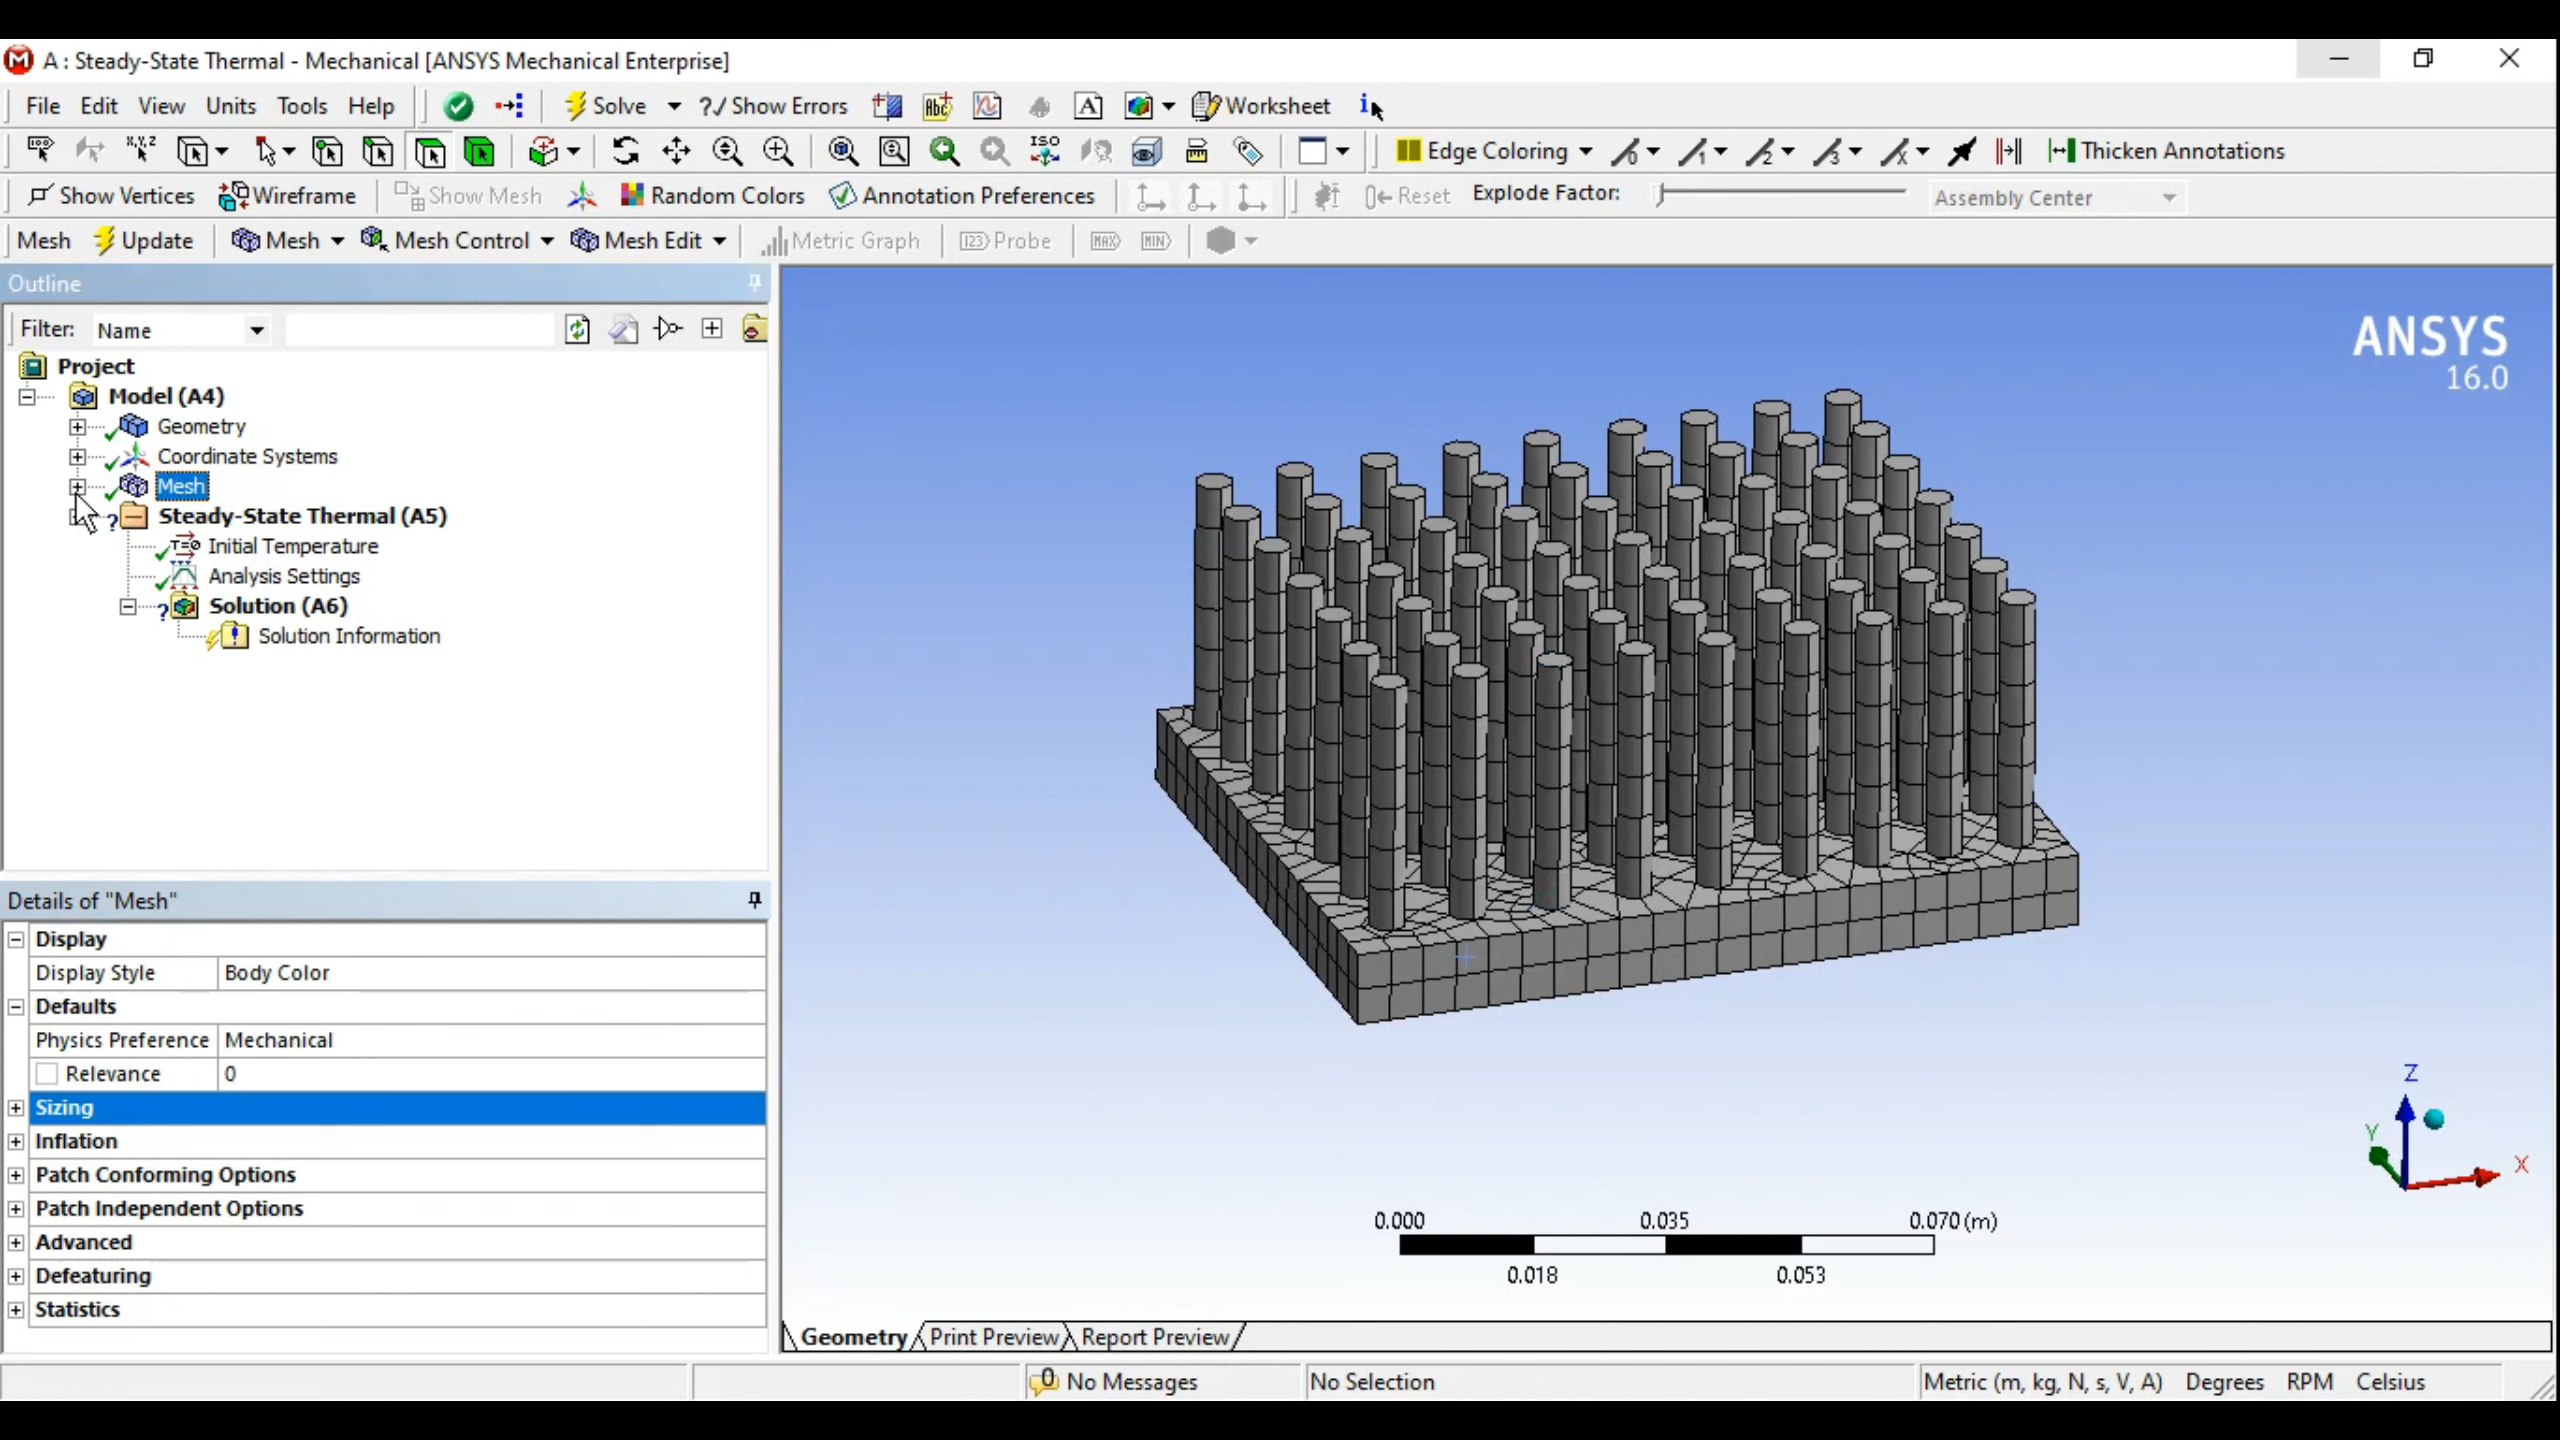 A : Steady-State Thermal - Mechanical [ANSYS Mechanical Enterprise]
File Edit View Units Tools Help Solve ?✓ Show Errors Worksheet
Edge Coloring Thicken Annotations
Show Vertices Wireframe Show Mesh Random Colors Annotation Preferences Reset Explode Factor: Assembly Center
Mesh Update Mesh Mesh Control Mesh Edit Metric Graph Probe MAX MIN
Outline
Filter: Name
Project
Model (A4)
Geometry
Coordinate Systems
Mesh
Steady-State Thermal (A5)
Initial Temperature
Analysis Settings
Solution (A6)
Solution Information
Details of "Mesh"
Display
Display Style Body Color
Defaults
Physics Preference Mechanical
Relevance 0
Sizing
Inflation
Patch Conforming Options
Patch Independent Options
Advanced
Defeaturing
Statistics
ANSYS
16.0
Z
Y
X
0.000 0.035 0.070 (m)
0.018 0.053
Geometry Print Preview Report Preview
0 No Messages No Selection Metric (m, kg, N, s, V, A) Degrees RPM Celsius